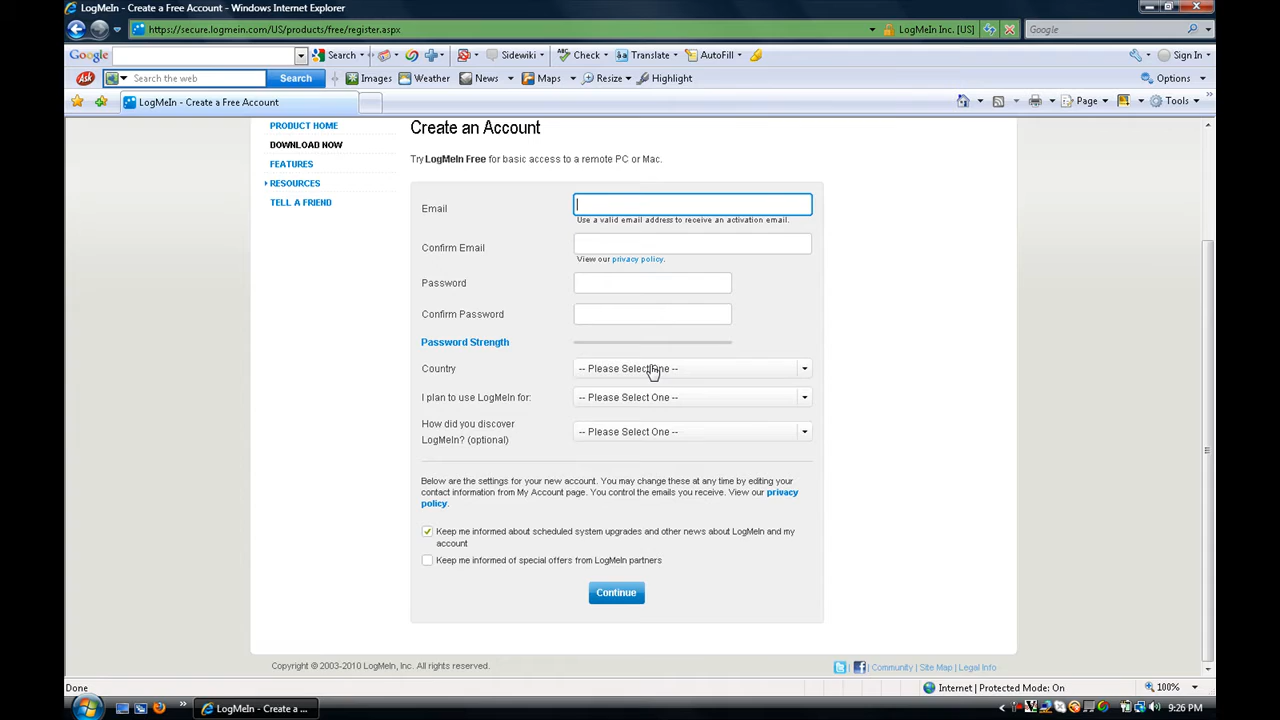 LogMeIn - Create a Free Account - Windows Internet Explorer
https://secure.logmein.com/US/products/free/register.aspx
LogMeIn Inc. [US]
Google
Google
Search
Sidewiki
Check
Translate
AutoFill
Sign In
Ask
Search the web
Search
Images
Weather
News
Maps
Resize
Highlight
Options
LogMeIn - Create a Free Account
Page
Tools
PRODUCT HOME
DOWNLOAD NOW
FEATURES
RESOURCES
TELL A FRIEND
Create an Account
Try LogMeIn Free for basic access to a remote PC or Mac.
Email
Use a valid email address to receive an activation email.
Confirm Email
View our privacy policy.
Password
Confirm Password
Password Strength
Country
-- Please Select One --
I plan to use LogMeIn for:
-- Please Select One --
How did you discover
LogMeIn? (optional)
-- Please Select One --
Below are the settings for your new account. You may change these at any time by editing your
contact information from My Account page. You control the emails you receive. View our privacy
policy.
Keep me informed about scheduled system upgrades and other news about LogMeIn and my
account
Keep me informed of special offers from LogMeIn partners
Continue
Copyright © 2003-2010 LogMeIn, Inc. All rights reserved.
Community | Site Map | Legal Info
Done
Internet | Protected Mode: On
100%
LogMeIn - Create a ...
9:26 PM